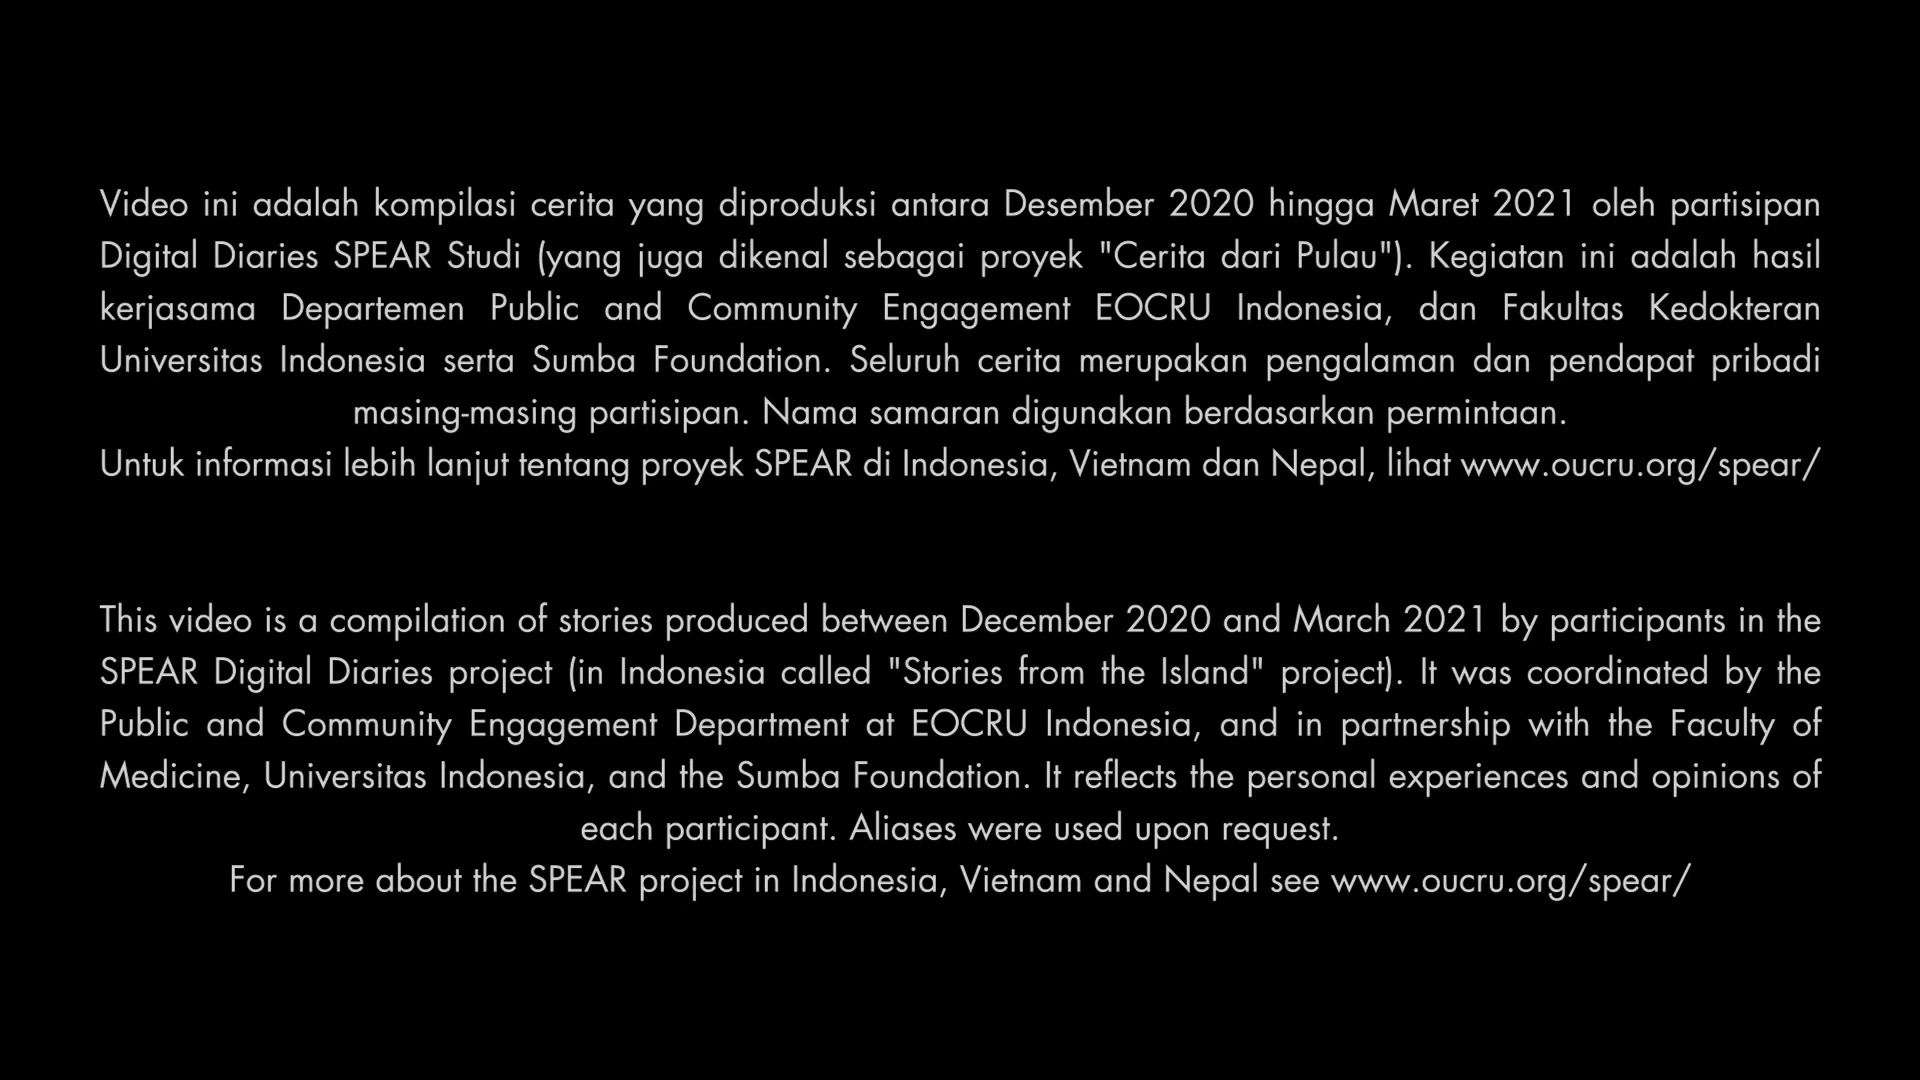 Video ini adalah kompilasi cerita yang diproduksi antara Desember 2020 hingga Maret 2021 oleh partisipan
Digital Diaries SPEAR Studi (yang juga dikenal sebagai proyek "Cerita dari Pulau"). Kegiatan ini adalah hasil
kerjasama Departemen Public and Community Engagement EOCRU Indonesia, dan Fakultas Kedokteran
Universitas Indonesia serta Sumba Foundation. Seluruh cerita merupakan pengalaman dan pendapat pribadi
masing-masing partisipan. Nama samaran digunakan berdasarkan permintaan.
Untuk informasi lebih lanjut tentang proyek SPEAR di Indonesia, Vietnam dan Nepal, lihat www.oucru.org/spear/
This video is a compilation of stories produced between December 2020 and March 2021 by participants in the
SPEAR Digital Diaries project (in Indonesia called "Stories from the Island" project). It was coordinated by the
Public and Community Engagement Department at EOCRU Indonesia, and in partnership with the Faculty of
Medicine, Universitas Indonesia, and the Sumba Foundation. It reflects the personal experiences and opinions of
each participant. Aliases were used upon request.
For more about the SPEAR project in Indonesia, Vietnam and Nepal see www.oucru.org/spear/